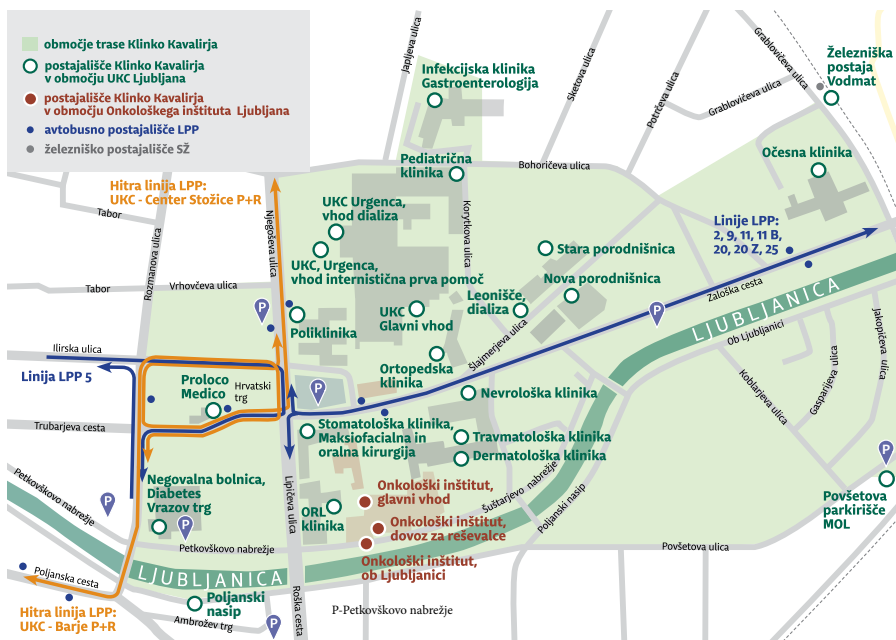 območje trase Klinko Kavalirja
postajališče Klinko Kavalirja
v območju UKC Ljubljana
postajališče Klinko Kavalirja
v območju Onkološkega inštituta Ljubljana
avtobusno postajališče LPP
železniško postajališče SŽ
Japljeva ulica
Infekcijska klinika
Gastroenterologija
Sketova ulica
Potrčeva ulica
Grablovičeva ulica
Grablovičeva ulica
Železniška
postaja
Vodmat
Očesna klinika
Bohoričeva ulica
Pediatrična
klinika
Hitra linija LPP:
UKC - Center Stožice P+R
Tabor
Njegoševa ulica
Rozmanova ulica
UKC Urgenca,
vhod dializa
Korytkova ulica
Linije LPP:
2, 9, 11, 11 B,
20, 20 Z, 25
Stara porodnišnica
UKC, Urgenca,
vhod internistična prva pomoč
Nova porodnišnica
Tabor
Vrhovčeva ulica
Leonišče,
dializa
Zaloška cesta
LJUBLJANICA
P
P
Poliklinika
UKC
Glavni vhod
Šlajmerjeva ulica
Ob Ljubljanici
Jakopičeva ulica
Ilirska ulica
Ortopedska
klinika
Linija LPP 5
Proloco
Medico
Hrvatski
trg
P
Nevrološka klinika
Koblarjeva ulica
Gasparijeva ulica
Trubarjeva cesta
Stomatološka klinika,
Maksiofacialna in
oralna kirurgija
Travmatološka klinika
Dermatološka klinika
P
Petkovškovo nabrežje
Negovalna bolnica,
Diabetes
Vrazov trg
P
P
Lipičeva ulica
Onkološki inštitut,
glavni vhod
Šuštarjevo nabrežje
Poljanski nasip
Povšetova
parkirišče
MOL
ORL
klinika
Onkološki inštitut,
dovoz za reševalce
Petkovškovo nabrežje
Onkološki inštitut,
ob Ljubljanici
Povšetova ulica
Poljanska cesta
LJUBLJANICA
Roška cesta
Hitra linija LPP:
UKC - Barje P+R
Poljanski
nasip
P-Petkovškovo nabrežje
Ambrožev trg
P